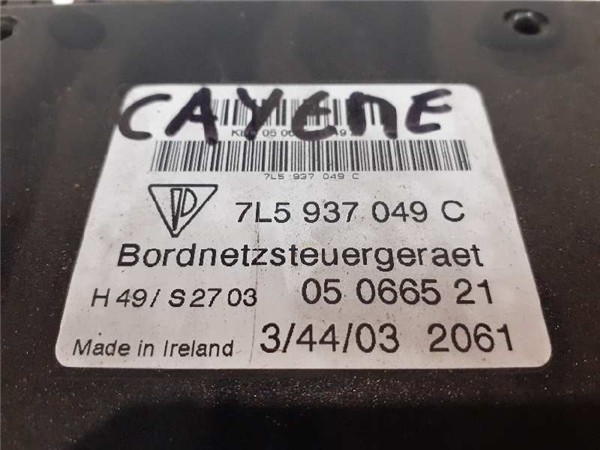 CAYENE
7L5 937 049 C
7L5 937 049 C
Bordnetzsteuergeraet
H 49/ S 27 03 05 0665 21
Made in Ireland 3/44/03 2061